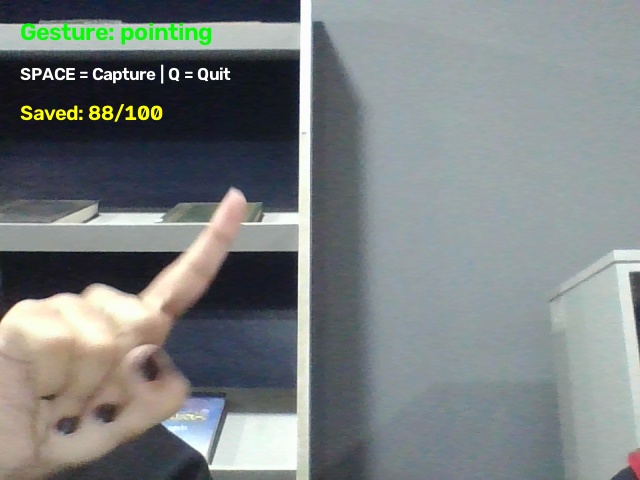 Gesture: pointing
SPACE = Capture | Q = Quit
Saved: 88/100